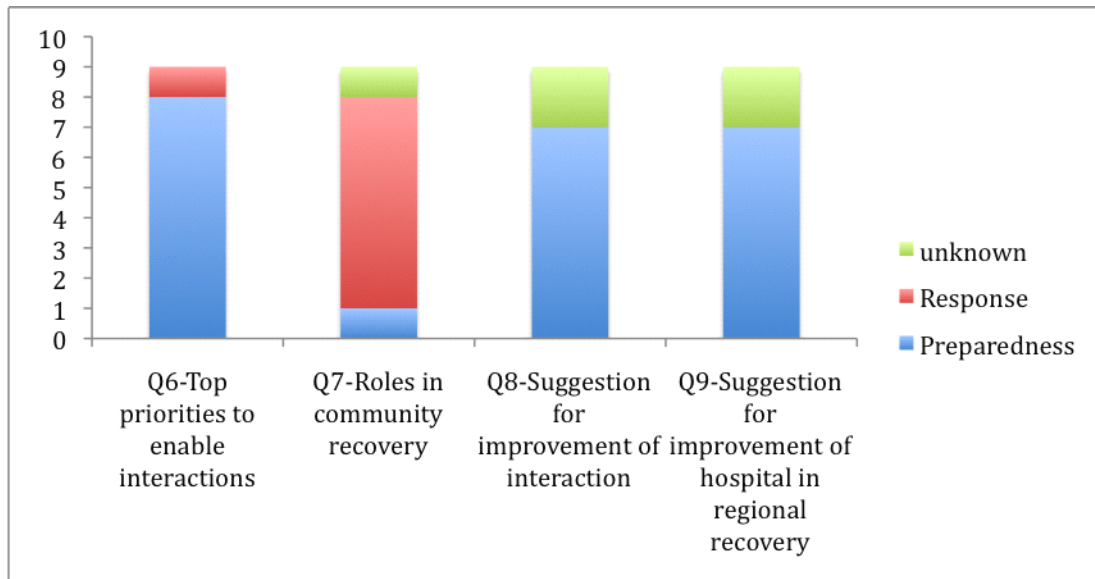 10
9
8
7
6
5
4
3
2
1
0
unknown
Response
Preparedness
Q6-Top
priorities to
enable
interactions
Q7-Roles in
community
recovery
Q8-Suggestion
for
improvement of
interaction
Q9-Suggestion
for
improvement of
hospital in
regional
recovery